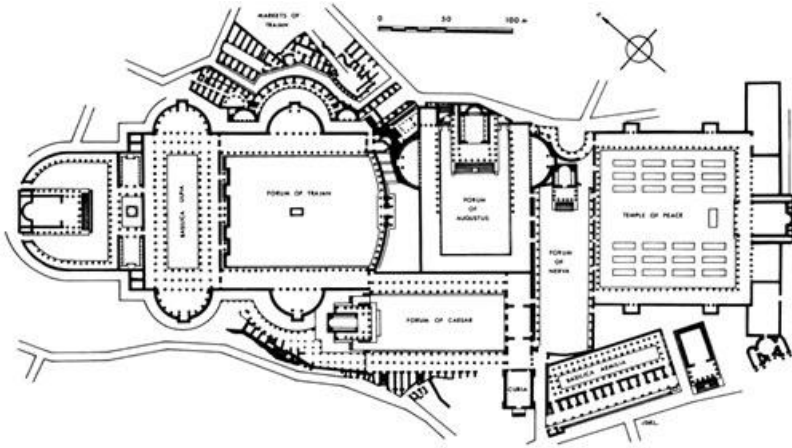 MARKETS OF
TRAJAN
0 50 100 m
BASILICA ULPIA
FORUM OF TRAJAN
FORUM
OF
AUGUSTUS
TEMPLE OF PEACE
FORUM
OF
NERVA
FORUM OF CAESAR
BASILICA AEMILIA
CURIA